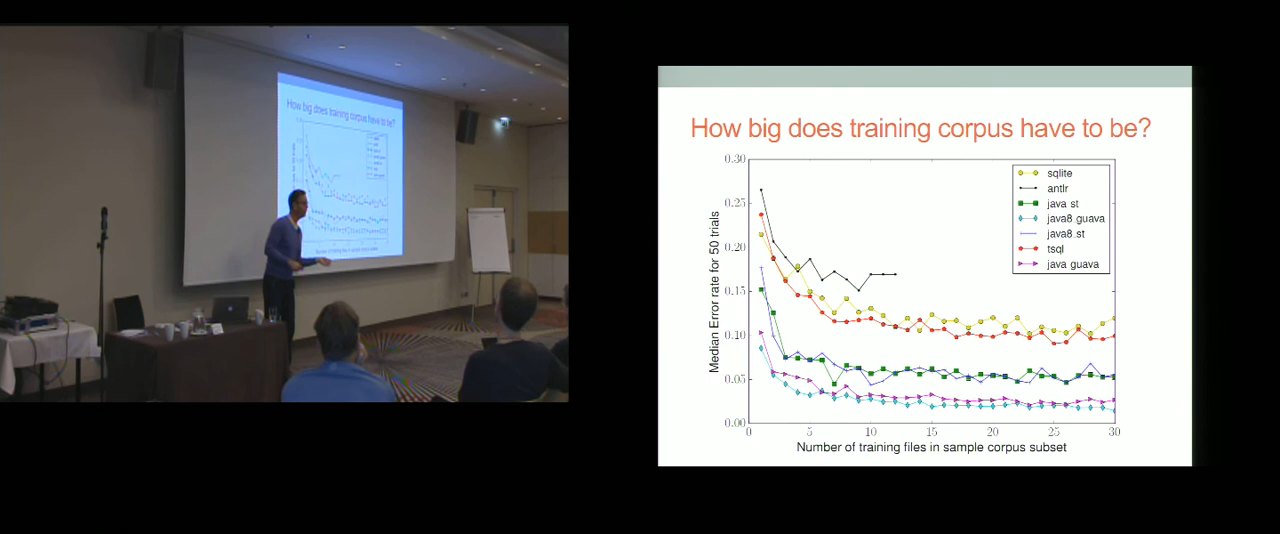 How big does training corpus have to be?
How big does training corpus have to be?
0.30
0.25
0.20
0.15
0.10
0.05
0.00
Median Error rate for 50 trials
sqlite
antlr
java st
java8 guava
java8 st
tsql
java guava
0 5 10 15 20 25 30
Number of training files in sample corpus subset